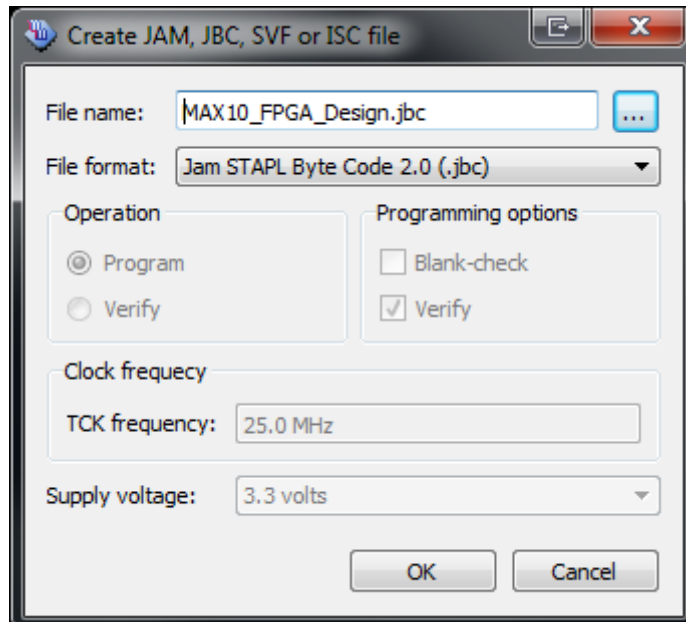 Create JAM, JBC, SVF or ISC file
File name: MAX10_FPGA_Design.jbc ...
File format: Jam STAPL Byte Code 2.0 (.jbc)
Operation
Program
Verify
Programming options
Blank-check
Verify
Clock frequecy
TCK frequency: 25.0 MHz
Supply voltage: 3.3 volts
OK Cancel